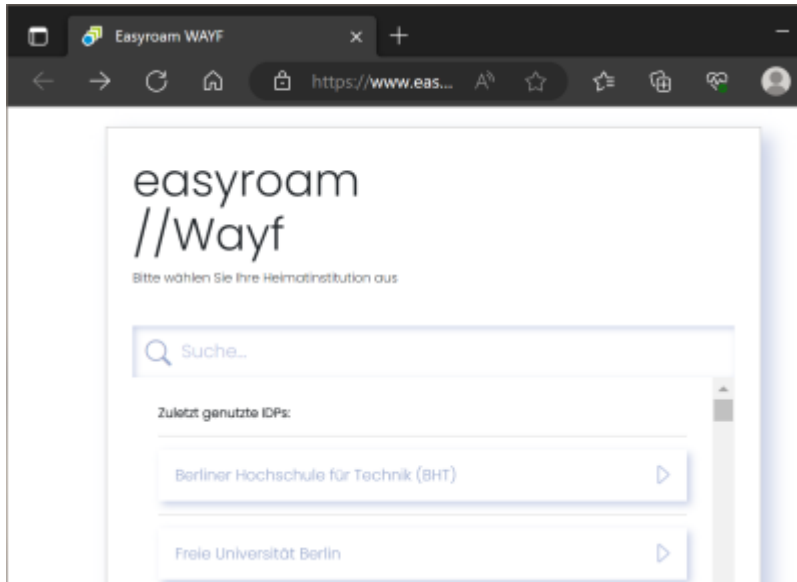 Easyroam WAYF
https://www.eas...
easyroam
//Wayf
Bitte wählen Sie Ihre Heimatinstitution aus
Suche...
Zuletzt genutzte IDPs:
Berliner Hochschule für Technik (BHT)
Freie Universität Berlin